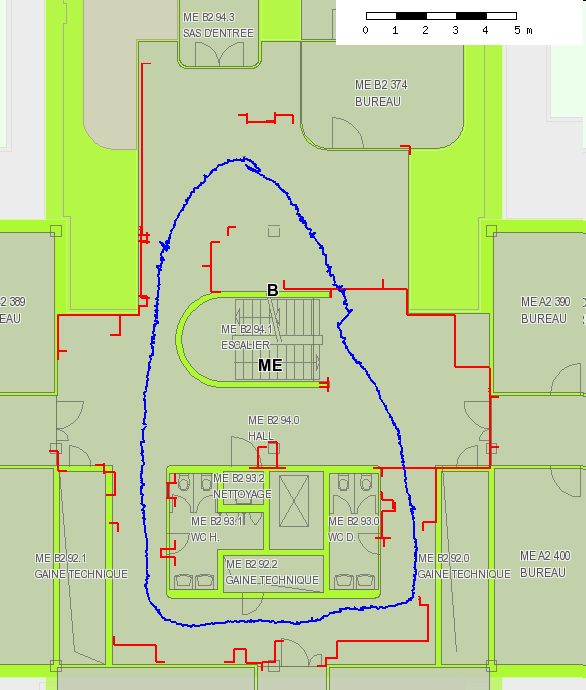 ME B2 94.3
SAS D'ENTREE
0 1 2 3 4 5 m
ME B2 374
BUREAU
B
2 389
EAU
ME B2 94.1
ESCALIER
ME A2 390
BUREAU
ME
ME B2 94.0
HALL
ME B2 93.2
NETTOYAGE
ME B2 93.1
WC H.
ME B2 93.0
WC D.
ME B2 92.1
GAINE TECHNIQUE
ME B2 92.2
GAINE TECHNIQUE
ME B2 92.0
GAINE TECHNIQUE
ME A2 400
BUREAU